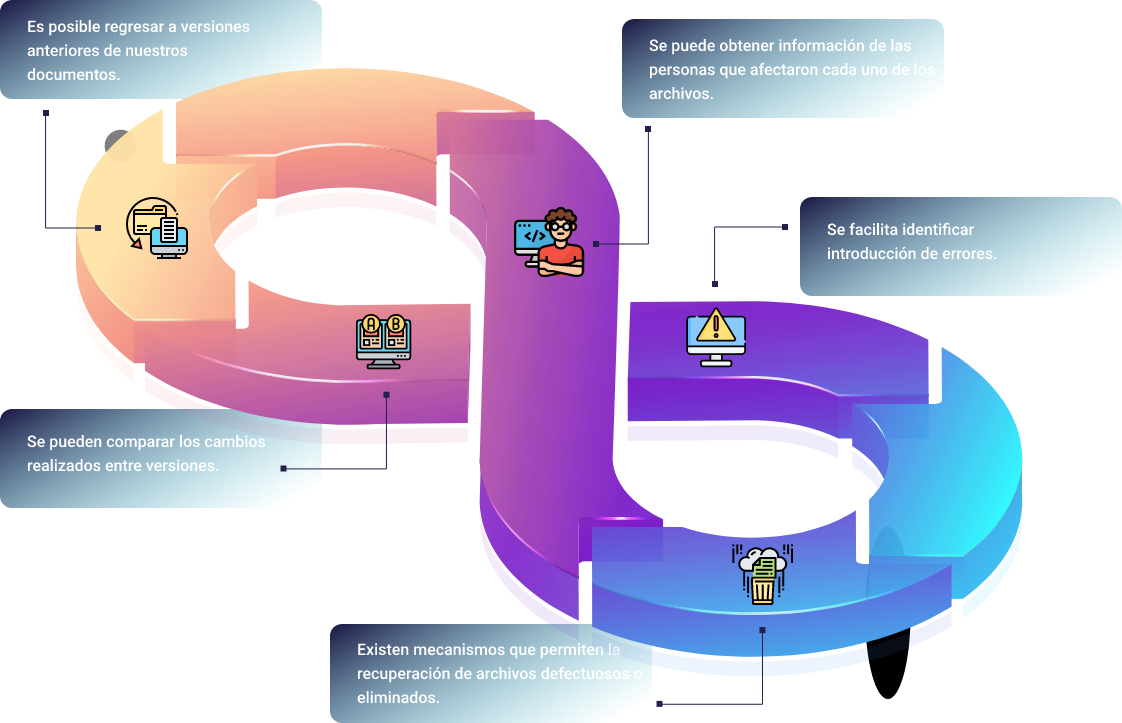 Es posible regresar a versiones
anteriores de nuestros
documentos.
Se puede obtener información de las
personas que afectaron cada uno de los
archivos.
Se facilita identificar
introducción de errores.
A B
</>
Se pueden comparar los cambios
realizados entre versiones.
Existen mecanismos que permiten la
recuperación de archivos defectuosos o
eliminados.